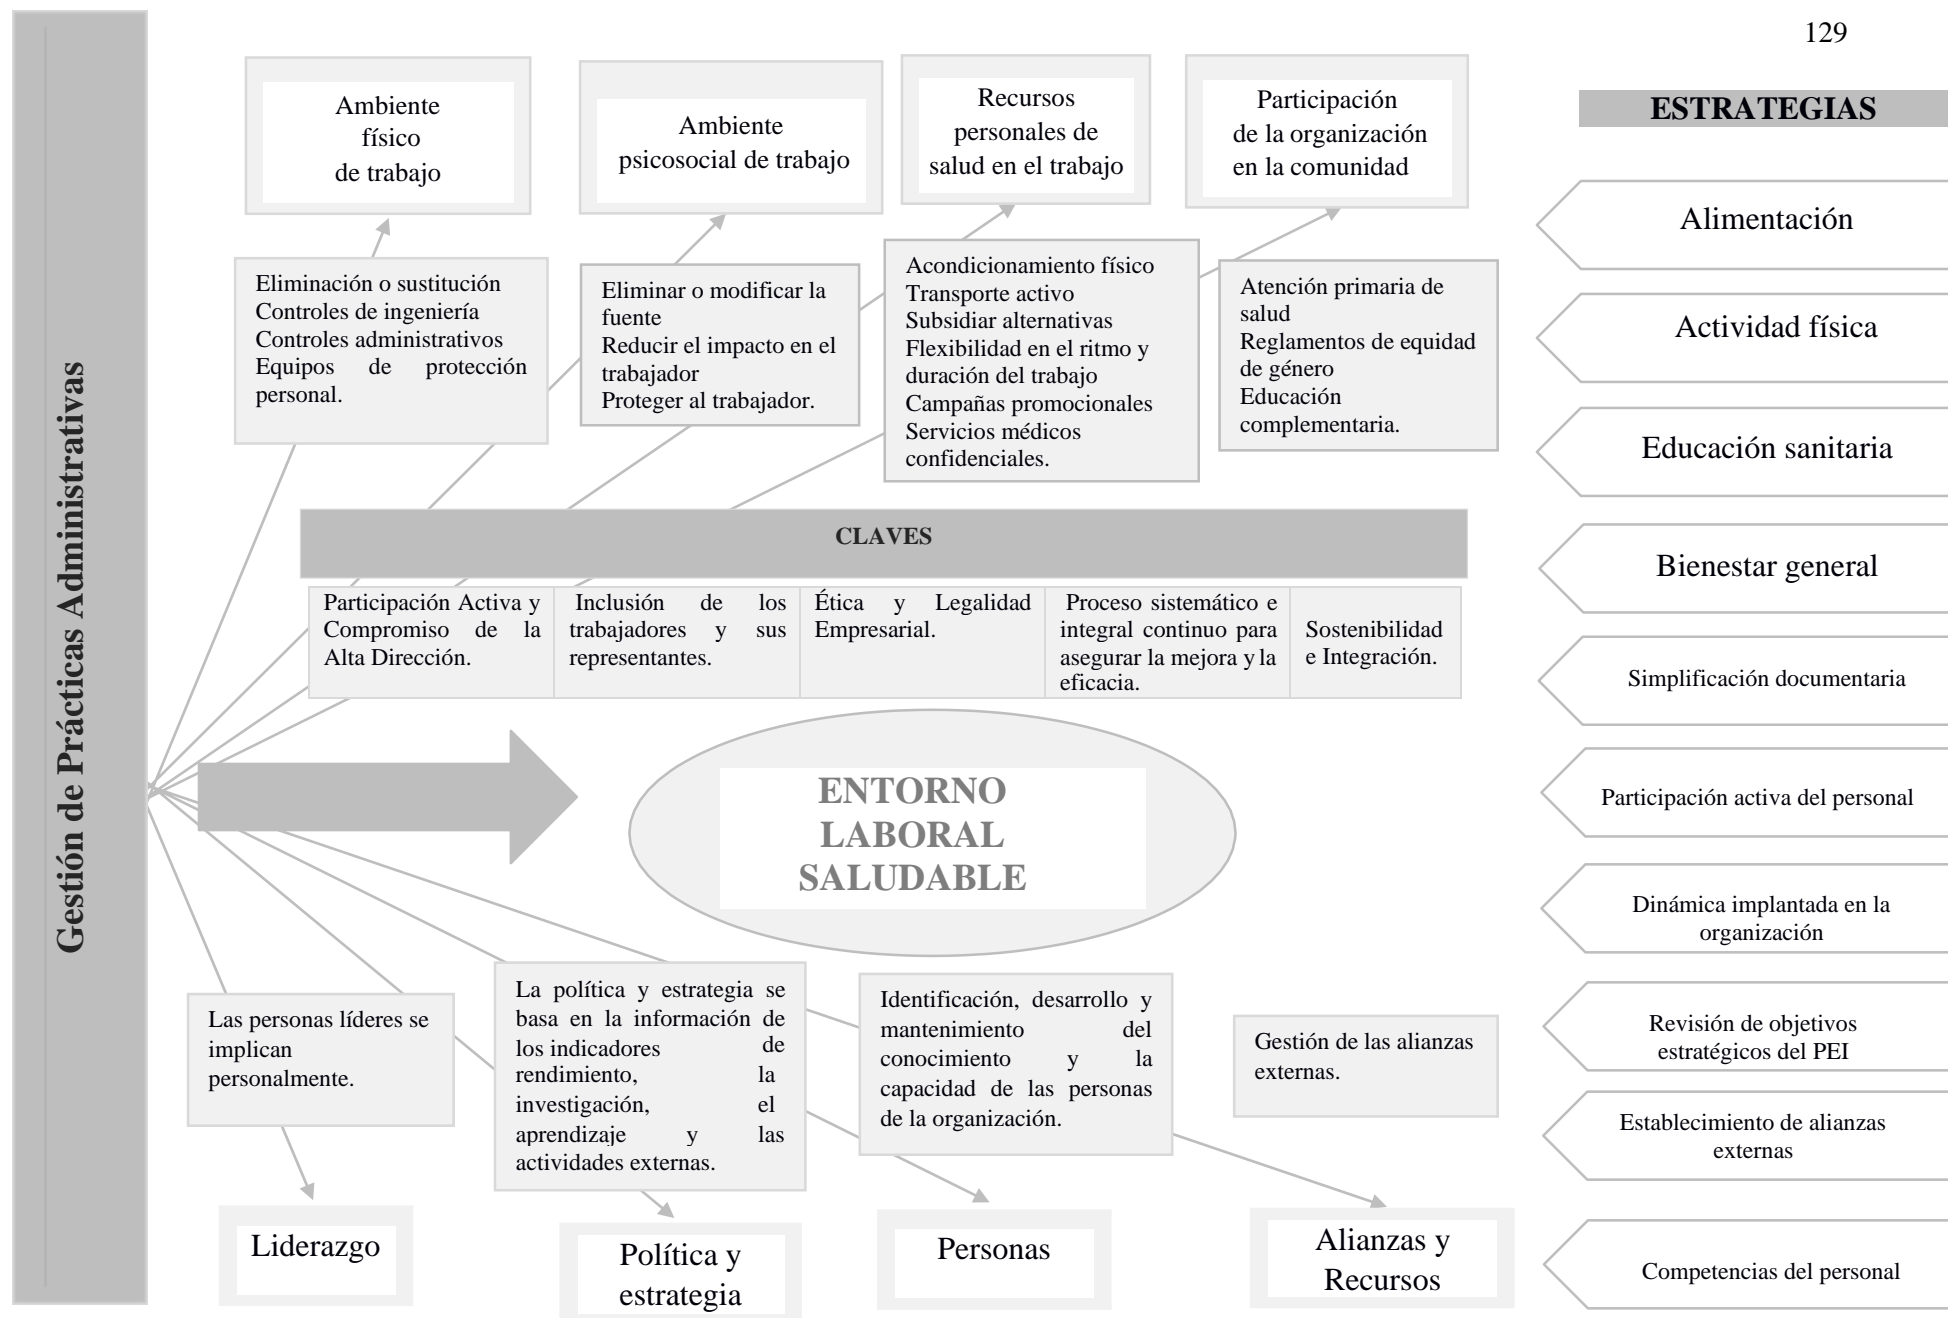 129
Gestión de Prácticas Administrativas
Ambiente
físico
de trabajo
Ambiente
psicosocial de trabajo
Recursos
personales de
salud en el trabajo
Participación
de la organización
en la comunidad
Eliminación o sustitución
Controles de ingeniería
Controles administrativos
Equipos de protección
personal.
Eliminar o modificar la
fuente
Reducir el impacto en el
trabajador
Proteger al trabajador.
Acondicionamiento físico
Transporte activo
Subsidiar alternativas
Flexibilidad en el ritmo y
duración del trabajo
Campañas promocionales
Servicios médicos
confidenciales.
Atención primaria de
salud
Reglamentos de equidad
de género
Educación
complementaria.
CLAVES
Participación Activa y
Compromiso de la
Alta Dirección.
Inclusión de los
trabajadores y sus
representantes.
Ética y Legalidad
Empresarial.
Proceso sistemático e
integral continuo para
asegurar la mejora y la
eficacia.
Sostenibilidad
e Integración.
ENTORNO
LABORAL
SALUDABLE
Las personas líderes se
implican
personalmente.
La política y estrategia se
basa en la información de
los indicadores de
rendimiento, la
investigación, el
aprendizaje y las
actividades externas.
Identificación, desarrollo y
mantenimiento del
conocimiento y la
capacidad de las personas
de la organización.
Gestión de las alianzas
externas.
Liderazgo
Política y
estrategia
Personas
Alianzas y
Recursos
ESTRATEGIAS
Alimentación
Actividad física
Educación sanitaria
Bienestar general
Simplificación documentaria
Participación activa del personal
Dinámica implantada en la
organización
Revisión de objetivos
estratégicos del PEI
Establecimiento de alianzas
externas
Competencias del personal